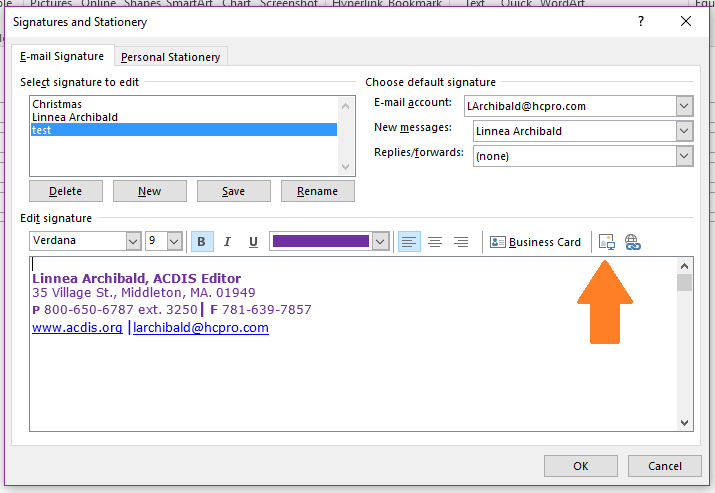 Pictures Online Shapes SmartArt Chart Screenshot Hyperlink Bookmark Text Quick WordArt Equ
Signatures and Stationery ?
E-mail Signature Personal Stationery
Select signature to edit
Christmas
Linnea Archibald
test
Delete New Save Rename
Choose default signature
E-mail account: LArchibald@hcpro.com
New messages: Linnea Archibald
Replies/forwards: (none)
Edit signature
Verdana 9 B I U Business Card
Linnea Archibald, ACDIS Editor
35 Village St., Middleton, MA. 01949
P 800-650-6787 ext. 3250| F 781-639-7857
www.acdis.org |larchibald@hcpro.com
OK Cancel